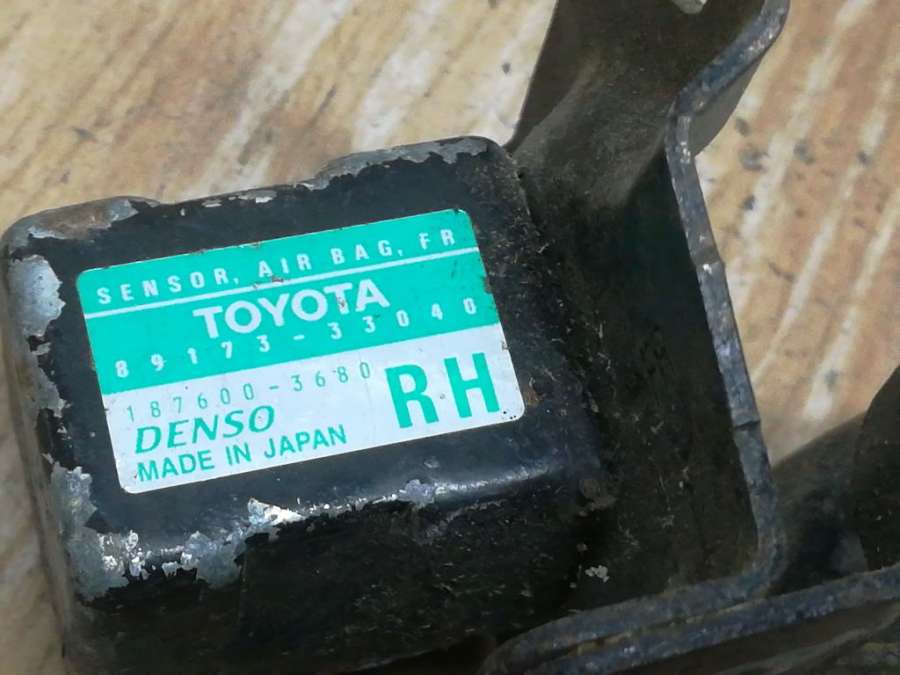 SENSOR, AIR BAG, FR
TOYOTA
89173-33040
187600-3680
RH
DENSO
MADE IN JAPAN